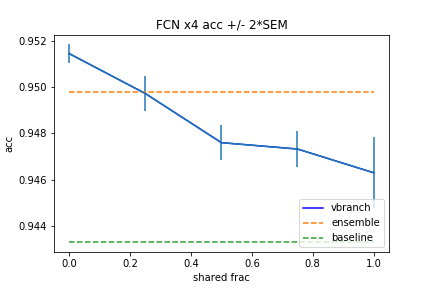 FCN x4 acc +/- 2*SEM
0.952
0.950
0.948
0.946
0.944
acc
vbranch
ensemble
baseline
0.0 0.2 0.4 0.6 0.8 1.0
shared frac